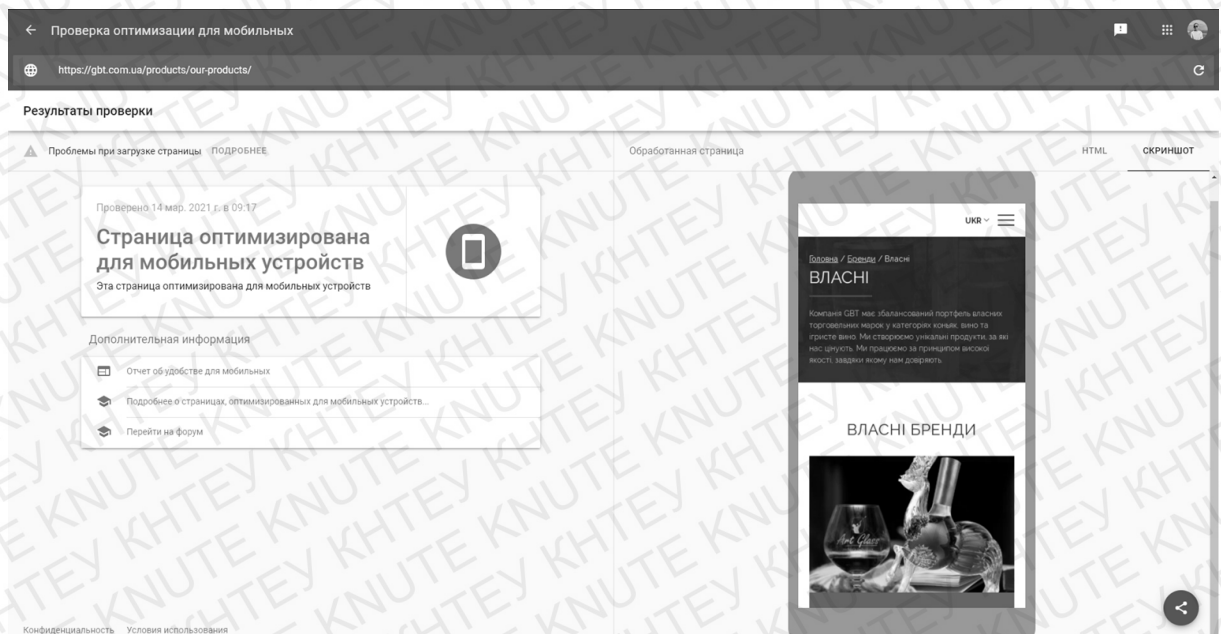 Проверка оптимизации для мобильных
https://gbt.com.ua/products/our-products/
Результаты проверки
Проблемы при загрузке страницы ПОДРОБНЕЕ
Обработанная страница
HTML СКРИНШОТ
Проверено 14 мар. 2021 г. в 09:17
Страница оптимизирована
для мобильных устройств
Эта страница оптимизирована для мобильных устройств
Дополнительная информация
Отчет об удобстве для мобильных
Подробнее о страницах, оптимизированных для мобильных устройств...
Перейти на форум
UKR
Головна / Бренди / Власні
ВЛАСНІ
Компанія GBT має збалансований портфель власних
торговельних марок у категоріях коньяк, вино та
ігристе вино. Ми створюємо унікальні продукти, за які
нас цінують. Ми працюємо за принципом високої
якості, завдяки якому нам довіряють.
ВЛАСНІ БРЕНДИ
Art Glass
Конфиденциальность Условия использования